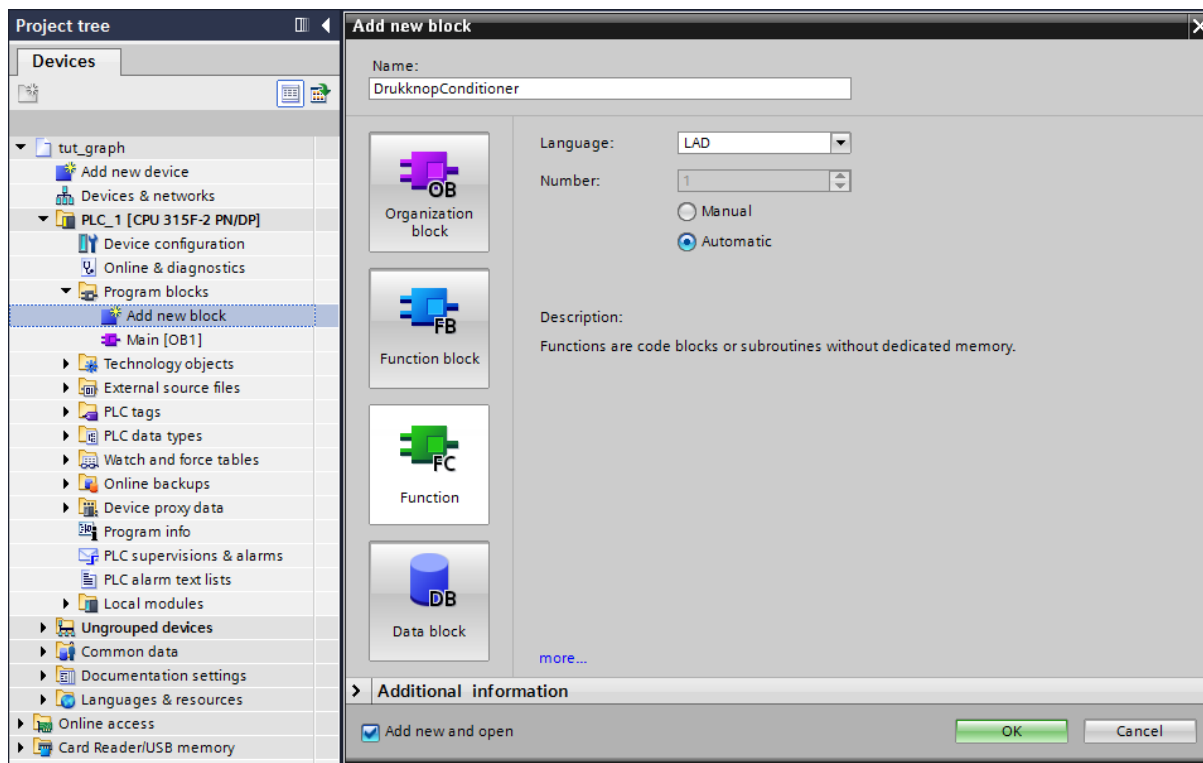 Project tree
Devices
tut_graph
Add new device
Devices & networks
PLC_1 [CPU 315F-2 PN/DP]
Device configuration
Online & diagnostics
Program blocks
Add new block
Main [OB1]
Technology objects
External source files
PLC tags
PLC data types
Watch and force tables
Online backups
Device proxy data
Program info
PLC supervisions & alarms
PLC alarm text lists
Local modules
Ungrouped devices
Common data
Documentation settings
Languages & resources
Online access
Card Reader/USB memory
Add new block
Name:
DrukknopConditioner
OB
Organization
block
FB
Function block
FC
Function
DB
Data block
Language:
LAD
Number:
1
Manual
Automatic
Description:
Functions are code blocks or subroutines without dedicated memory.
more...
Additional information
Add new and open
OK
Cancel